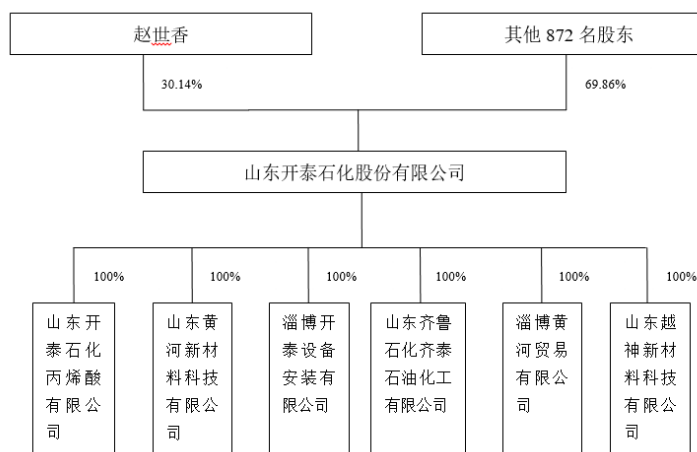 赵世香
其他 872 名股东
30.14%
69.86%
山东开泰石化股份有限公司
100%
100%
100%
100%
100%
100%
山东开
泰石化
丙烯酸
有限公
司
山东黄
河新材
料科技
有限公
司
淄博开
泰设备
安装有
限公司
山东齐鲁
石化齐泰
石油化工
有限公司
淄博黄
河贸易
有限公
司
山东越
神新材
料科技
有限公
司